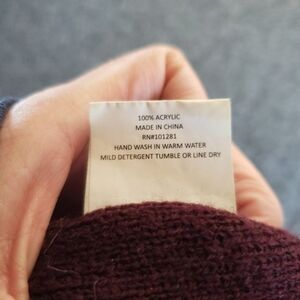 100% ACRYLIC
MADE IN CHINA
RN#101281
HAND WASH IN WARM WATER
MILD DETERGENT TUMBLE OR LINE DRY